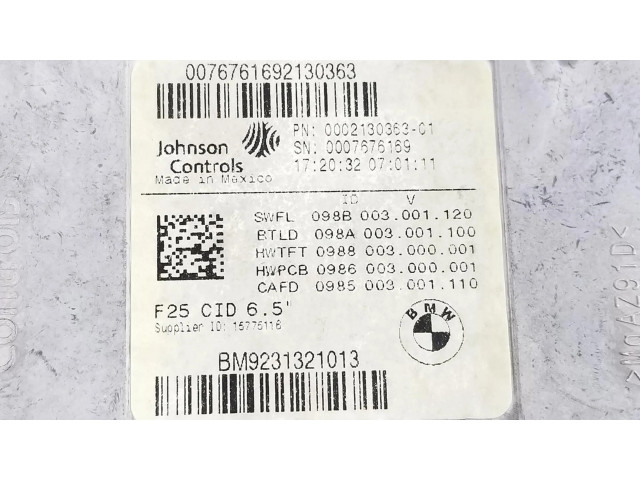 0076761692130363
Johnson
Controls
Made in Mexico
PN: 0002130363-01
SN: 0007676169
17:20:32 07:01:11
ID V
SWFL 098B 003.001.120
BTLD 098A 003.001.100
HWTFT 0988 003.000.001
HWPCB 0986 003.000.001
CAFD 0985 003.001.110
F25 CID 6.5"
Supplier ID: 15775116
BMW
BM9231321013